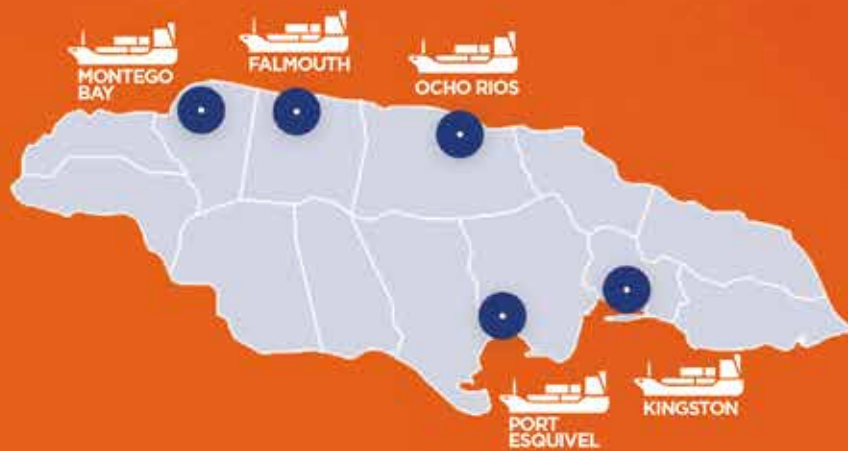 MONTEGO
BAY
FALMOUTH
OCHO RIOS
PORT
ESQUIVEL
KINGSTON